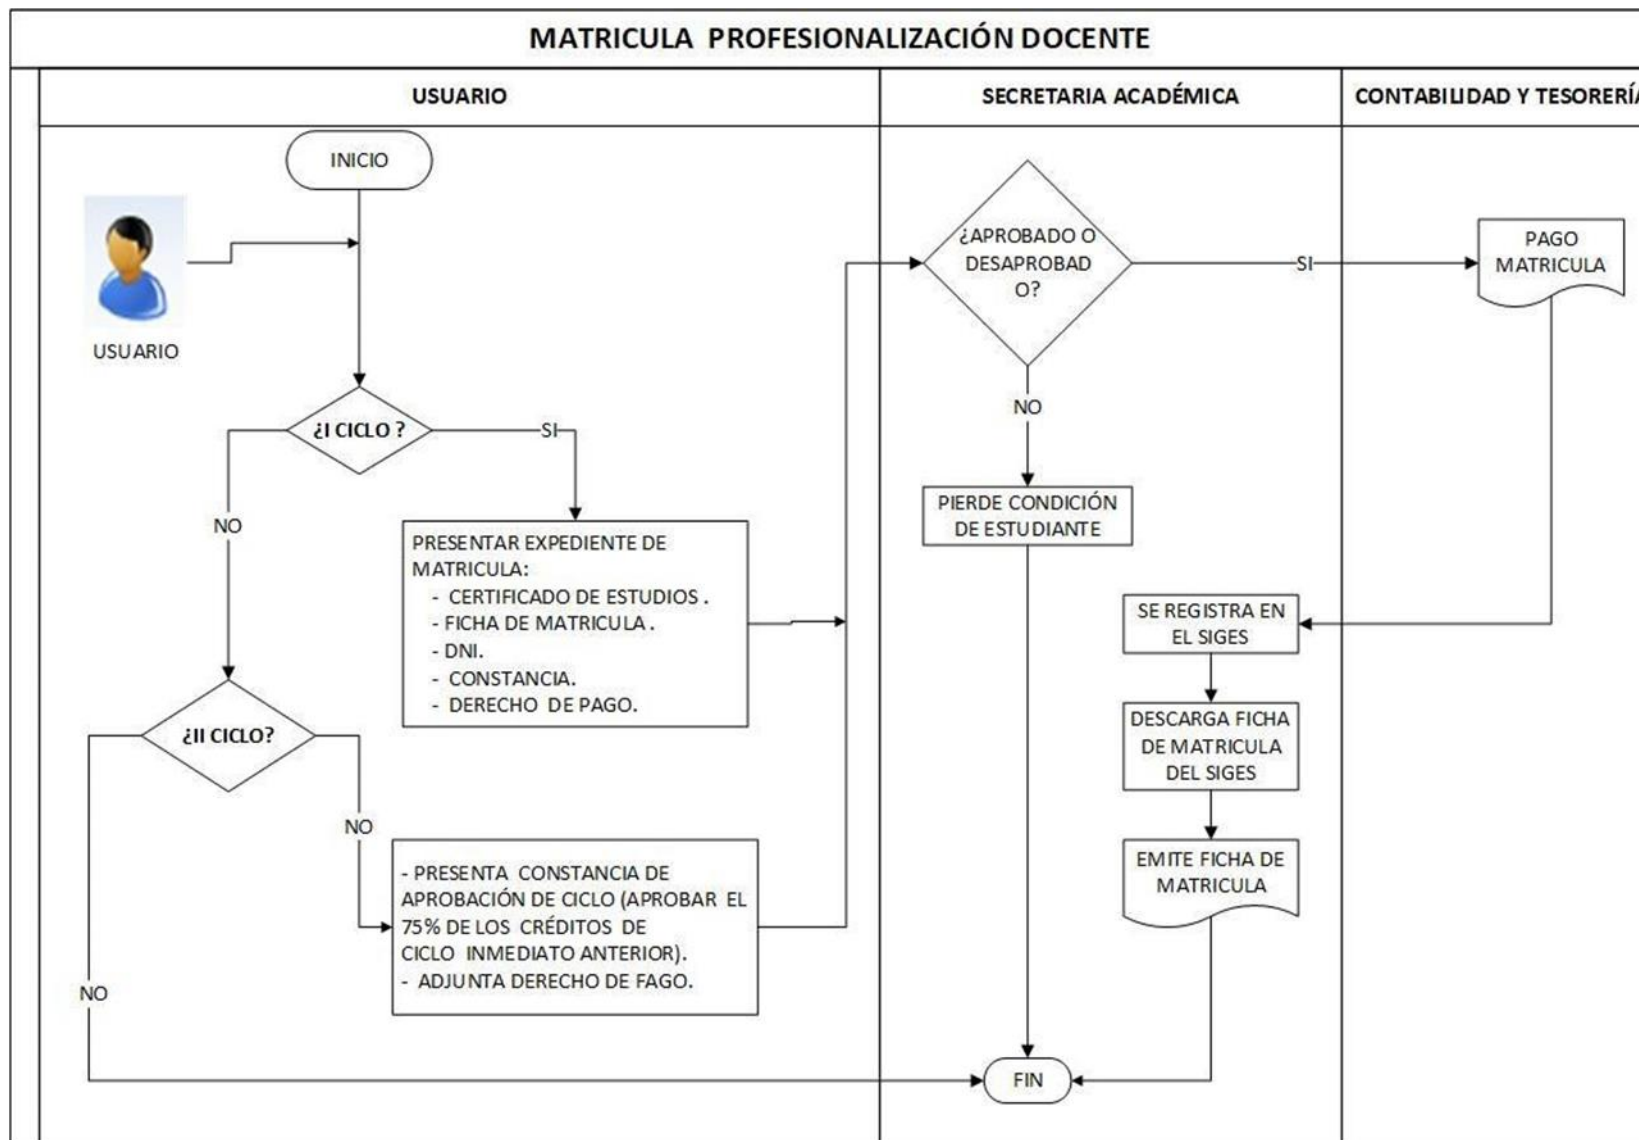 MATRICULA PROFESIONALIZACIÓN DOCENTE
USUARIO
SECRETARIA ACADÉMICA
CONTABILIDAD Y TESORERÍA
INICIO
USUARIO
¿I CICLO ?
SI
NO
PRESENTAR EXPEDIENTE DE
MATRICULA:
- CERTIFICADO DE ESTUDIOS .
- FICHA DE MATRICULA .
- DNI.
- CONSTANCIA.
- DERECHO DE PAGO.
¿II CICLO?
NO
NO
- PRESENTA CONSTANCIA DE
APROBACIÓN DE CICLO (APROBAR EL
75% DE LOS CRÉDITOS DE
CICLO INMEDIATO ANTERIOR).
- ADJUNTA DERECHO DE FAGO.
¿APROBADO O
DESAPROBAD
O?
SI
NO
PIERDE CONDICIÓN
DE ESTUDIANTE
PAGO
MATRICULA
SE REGISTRA EN
EL SIGES
DESCARGA FICHA
DE MATRICULA
DEL SIGES
EMITE FICHA DE
MATRICULA
FIN